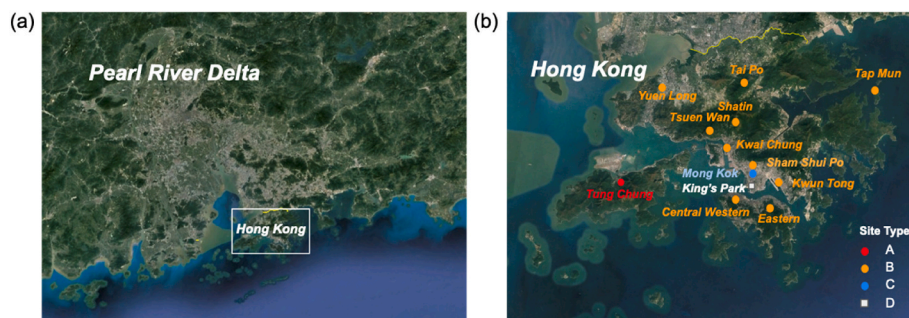 (a)
Pearl River Delta
Hong Kong
(b)
Hong Kong
Tai Po
Tap Mun
Yuen Long
Shatin
Tsuen Wan
Kwai Chung
Sham Shui Po
Mong Kok
Kwun Tong
King's Park
Tung Chung
Central Western
Eastern
Site Type
A
B
C
D